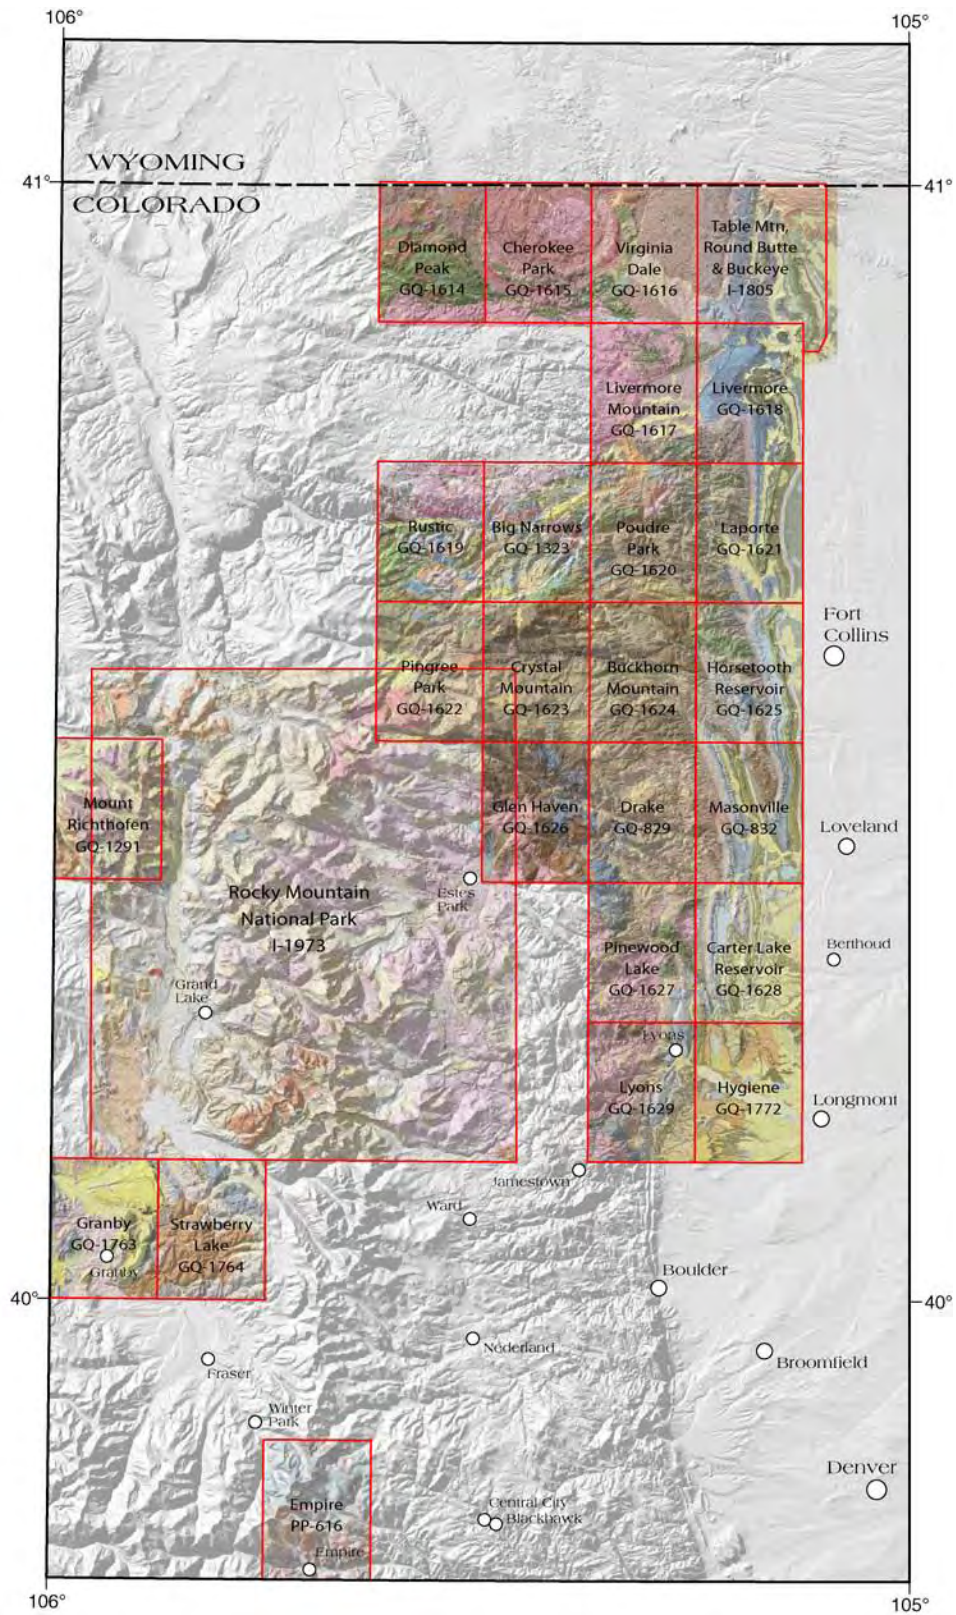 106°
105°
WYOMING
41°
41°
COLORADO
Diamond
Peak
GQ-1614
Cherokee
Park
GQ-1615
Virginia
Dale
GQ-1616
Table Mtn,
Round Butte
& Buckeye
I-1805
Livermore
Mountain
GQ-1617
Livermore
GQ-1618
Rustic
GQ-1619
Big Narrows
GQ-1323
Poudre
Park
GQ-1620
Laporte
GQ-1621
Fort
Collins
Pingree
Park
GQ-1622
Crystal
Mountain
GQ-1623
Buckhorn
Mountain
GQ-1624
Horsetooth
Reservoir
GQ-1625
Mount
Richthofen
GQ-1291
Glen Haven
GQ-1626
Drake
GQ-829
Masonville
GQ-832
Loveland
Rocky Mountain
National Park
I-1973
Estes
Park
Pinewood
Lake
GQ-1627
Carter Lake
Reservoir
GQ-1628
Berthoud
Grand
Lake
Lyons
Lyons
GQ-1629
Hygiene
GQ-1772
Longmont
Jamestown
Ward
Granby
GQ-1763
Granby
Strawberry
Lake
GQ-1764
Boulder
40°
40°
Nederland
Broomfield
Fraser
Winter
Park
Denver
Empire
PP-616
Empire
Central City
Blackhawk
106°
105°